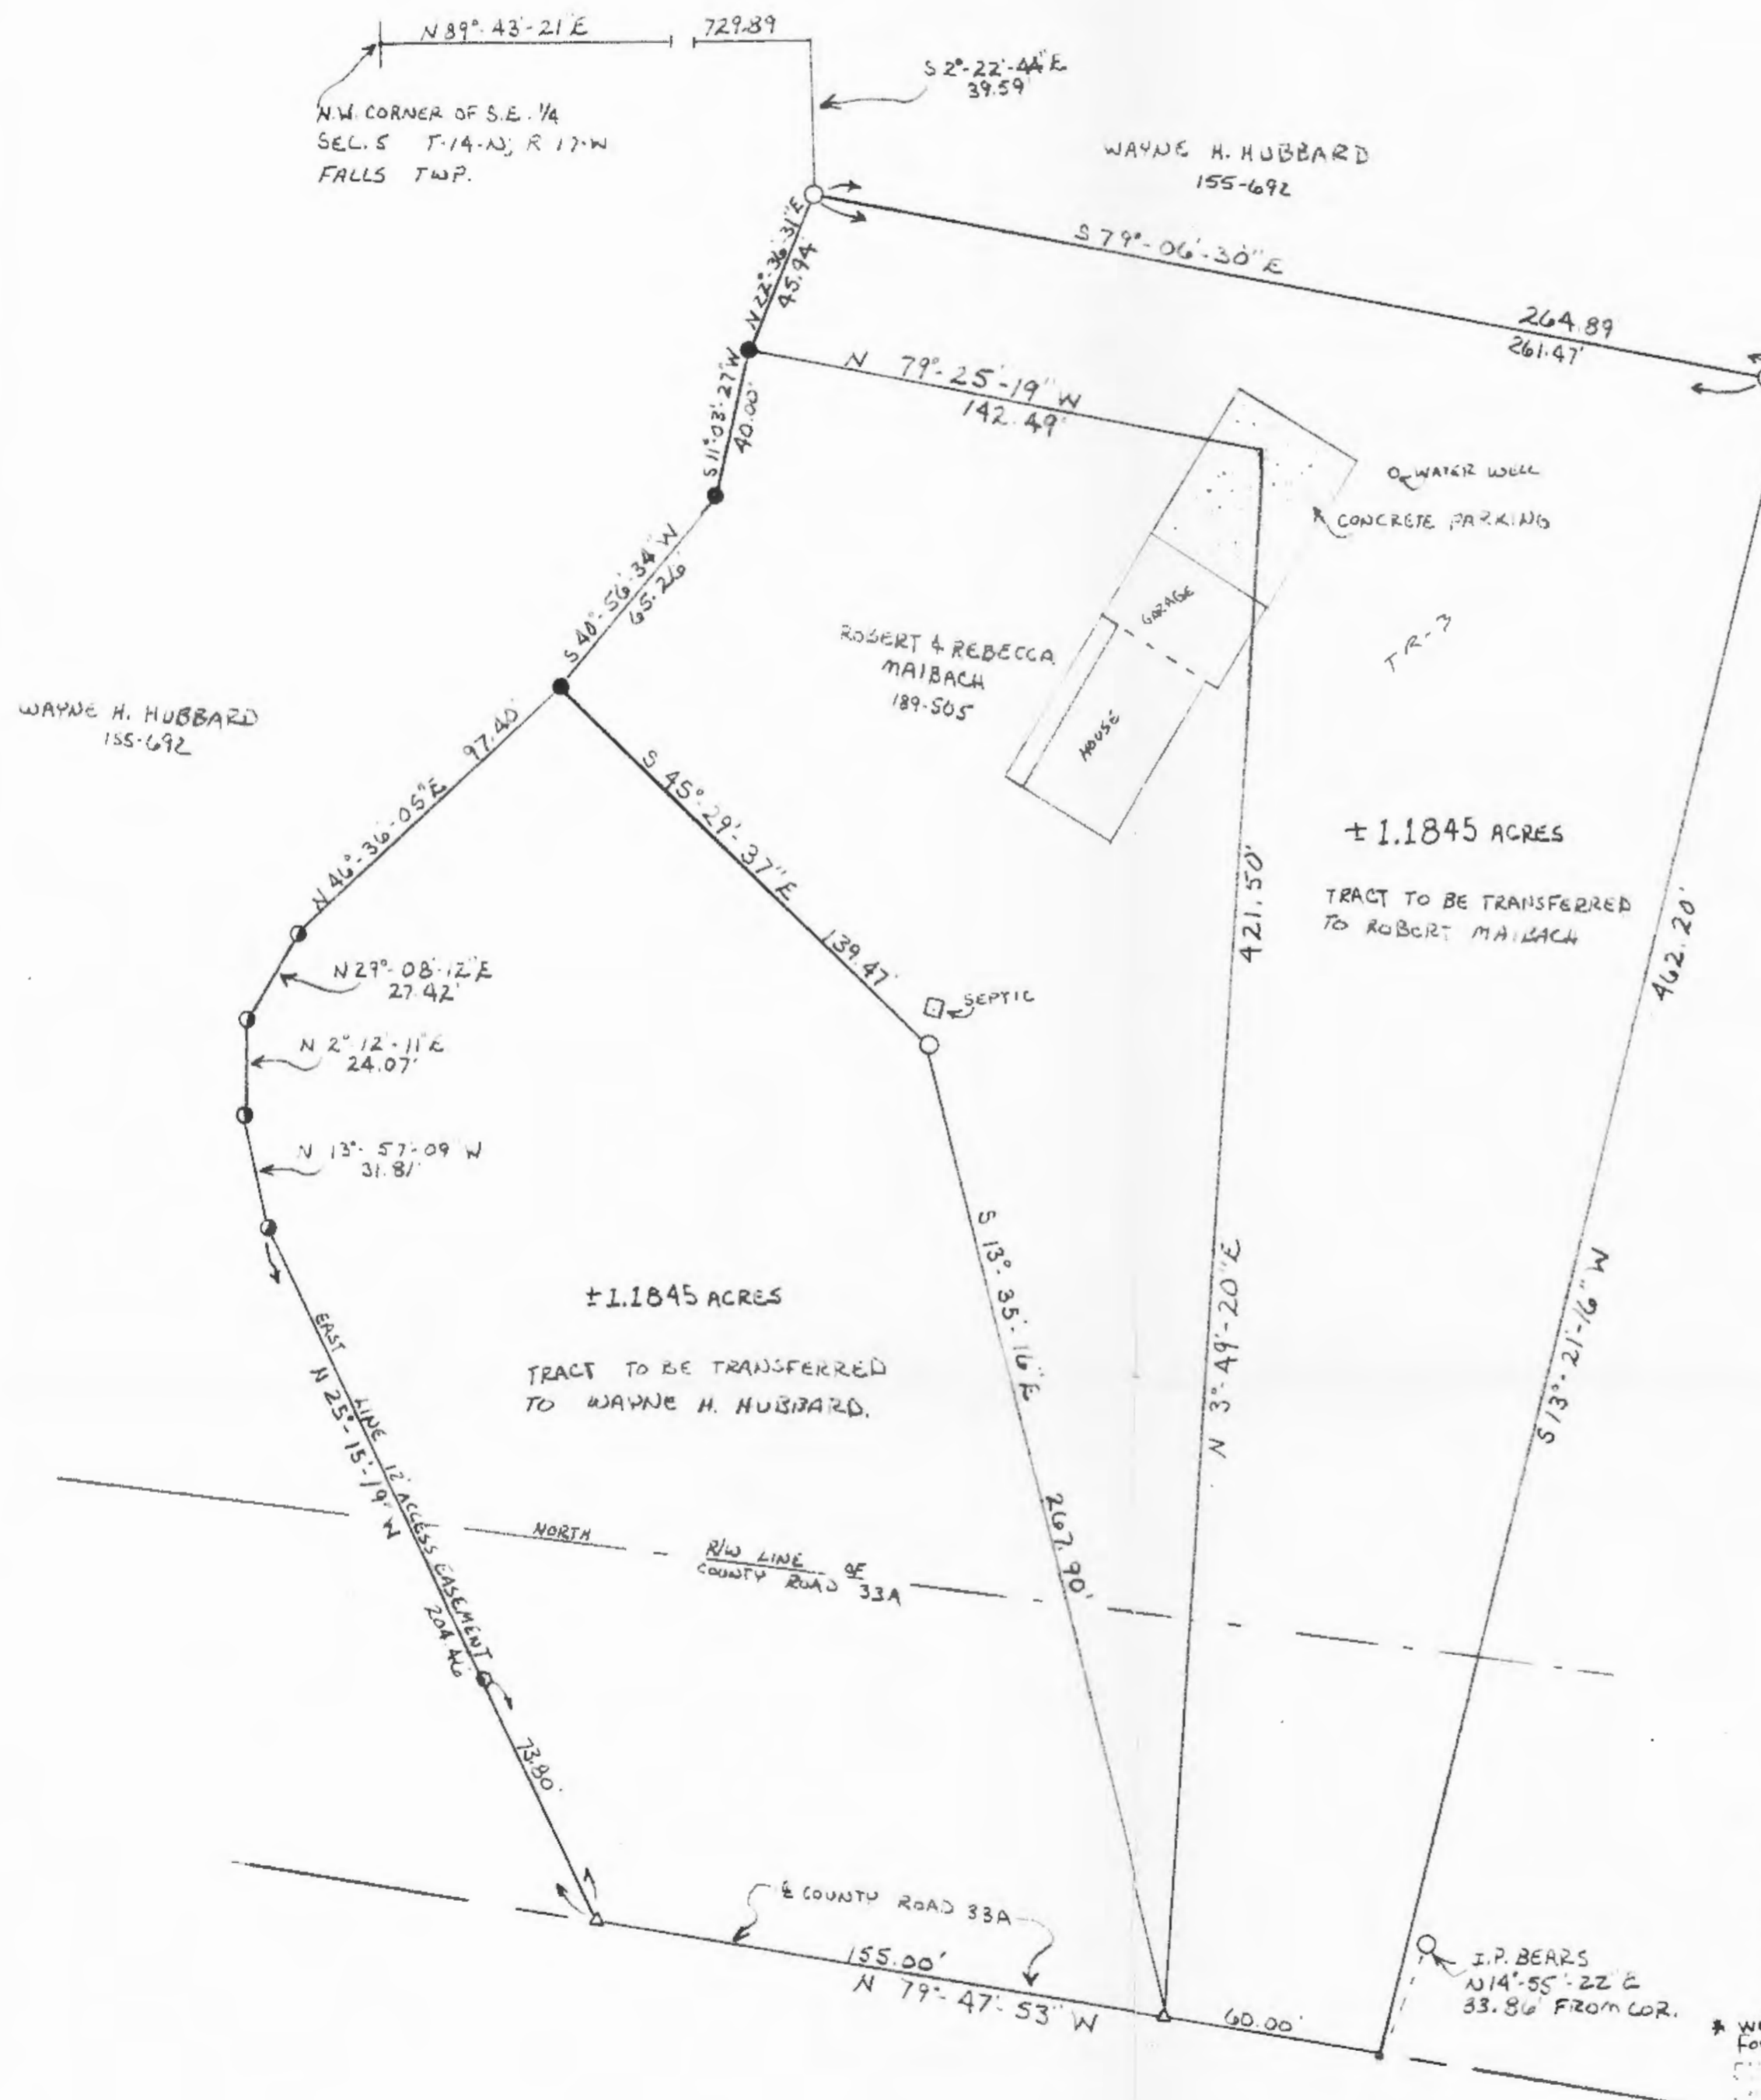 N 89°-43'-21"E 729.89
S 2°-22'-44"E
39.59'
N.W. CORNER OF S.E. 1/4
SEC. 5 T-14-N; R 17-W
FALLS TWP.
WAYNE H. HUBBARD
155-692
N 22°-36'-31"E
45.94'
S 79°-06'-30"E
264.89
261.47'
N 79°-25'-19" W
142.49'
S 11°-03'-27" W
40.00'
WATER WELL
CONCRETE PARKING
S 40°-56'-34" W
65.26'
GARAGE
HOUSE
TR-3
ROBERT & REBECCA
MAIBACH
189-505
WAYNE H. HUBBARD
155-692
N 46°-36'-05"E 97.40'
S 45°-29'-37"E
139.47'
± 1.1845 ACRES
TRACT TO BE TRANSFERRED
TO ROBERT MAIBACH
421.50'
N 3°-49'-20"E
462.20'
S 13°-21'-16" W
N 29°-08'-12"E
27.42'
SEPTIC
N 2°-12'-11"E
24.07'
N 13°-57'-09 W
31.81'
S 13°-35'-16"E
267.90'
± 1.1845 ACRES
TRACT TO BE TRANSFERRED
TO WAYNE H. HUBBARD.
EAST LINE 12' ACCESS EASEMENT
N 25°-15'-19" W
204.46
NORTH
R/W LINE OF
COUNTY ROAD 33A
73.80'
℄ COUNTY ROAD 33A
155.00'
N 79°-47'-53" W
60.00'
I.P. BEARS
N14°-55'-22"E
33.86' FROM COR.